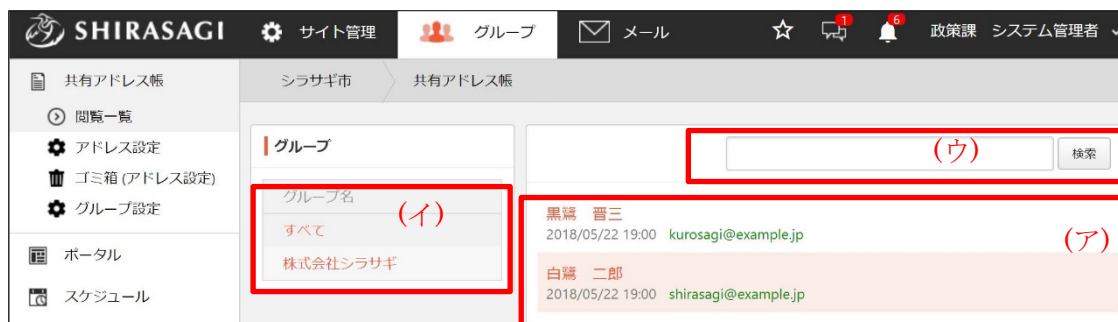 SHIRASAGI サイト管理 グループ メール 1 6 政策課 システム管理者
共有アドレス帳
閲覧一覧
アドレス設定
ゴミ箱 (アドレス設定)
グループ設定
ポータル
スケジュール
シラサギ市 共有アドレス帳
グループ
グループ名
すべて
株式会社シラサギ
(イ)
(ウ)
検索
黒鷺 晋三
2018/05/22 19:00 kurosagi@example.jp
(ア)
白鷺 二郎
2018/05/22 19:00 shirasagi@example.jp